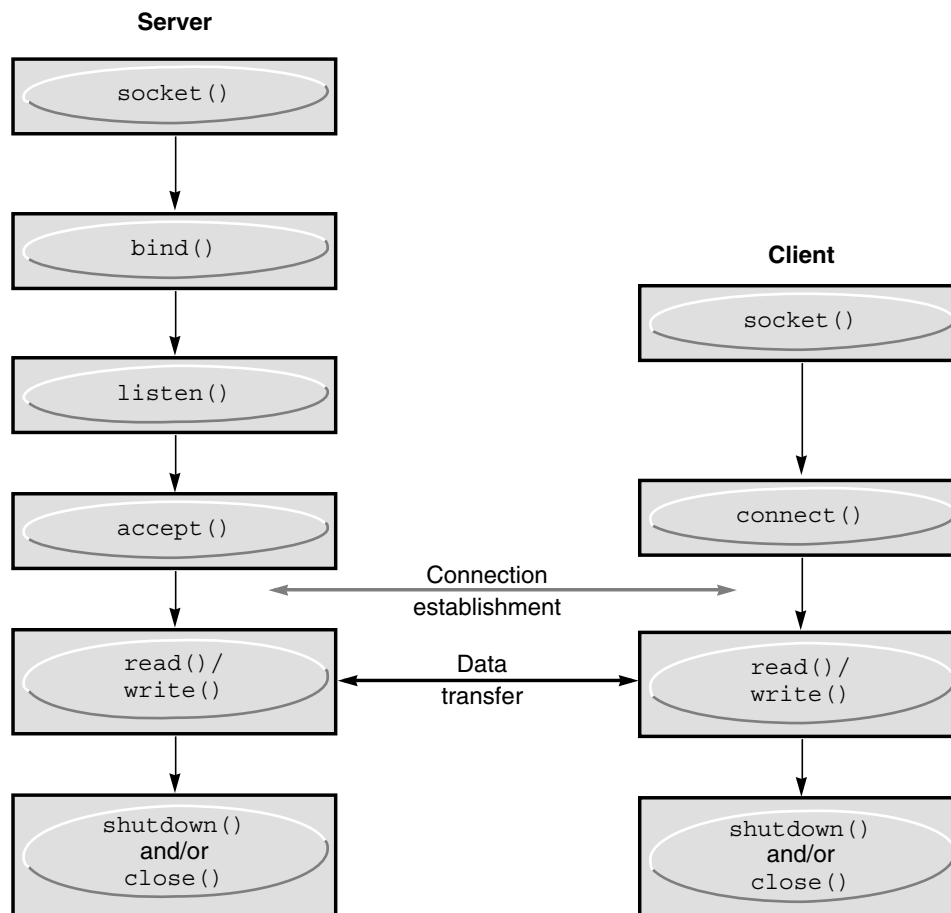 Server
socket()
bind()
listen()
accept()
read()/
write()
shutdown()
and/or
close()
Connection
establishment
Data
transfer
Client
socket()
connect()
read()/
write()
shutdown()
and/or
close()